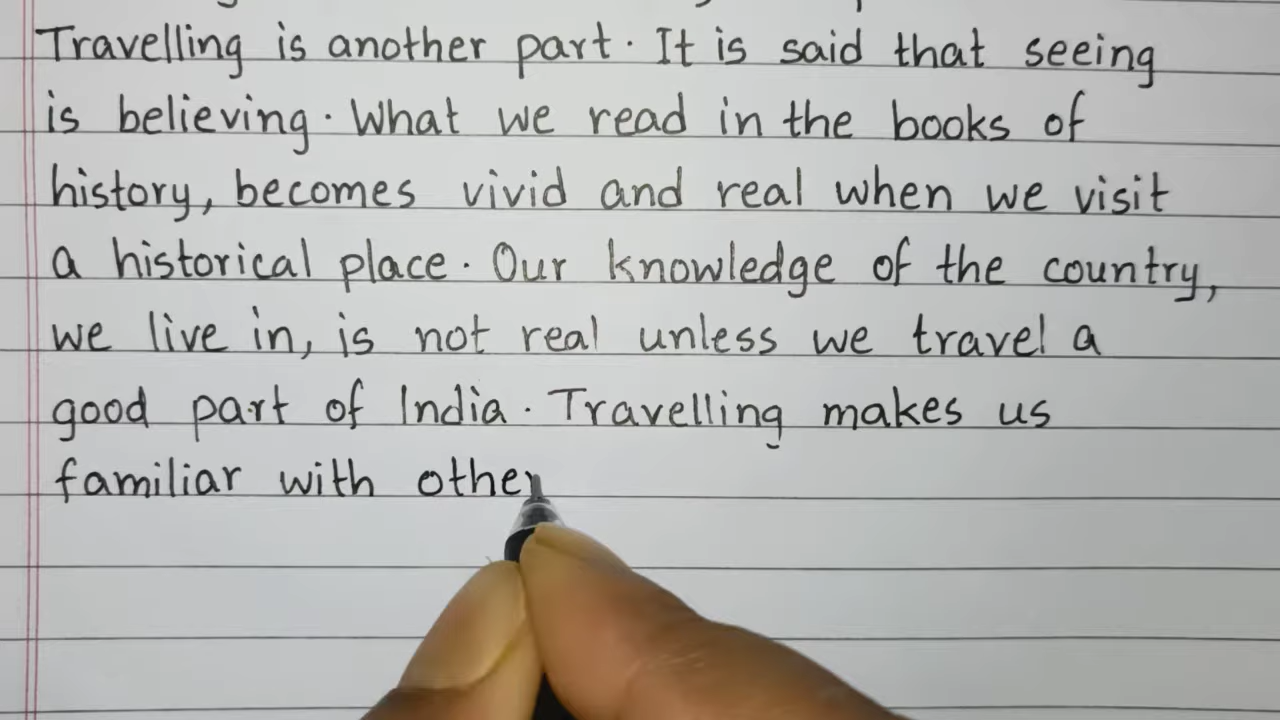 Travelling is another part. It is said that seeing
is believing. What we read in the books of
history, becomes vivid and real when we visit
a historical place. Our knowledge of the country,
we live in, is not real unless we travel a
good part of India. Travelling makes us
familiar with other